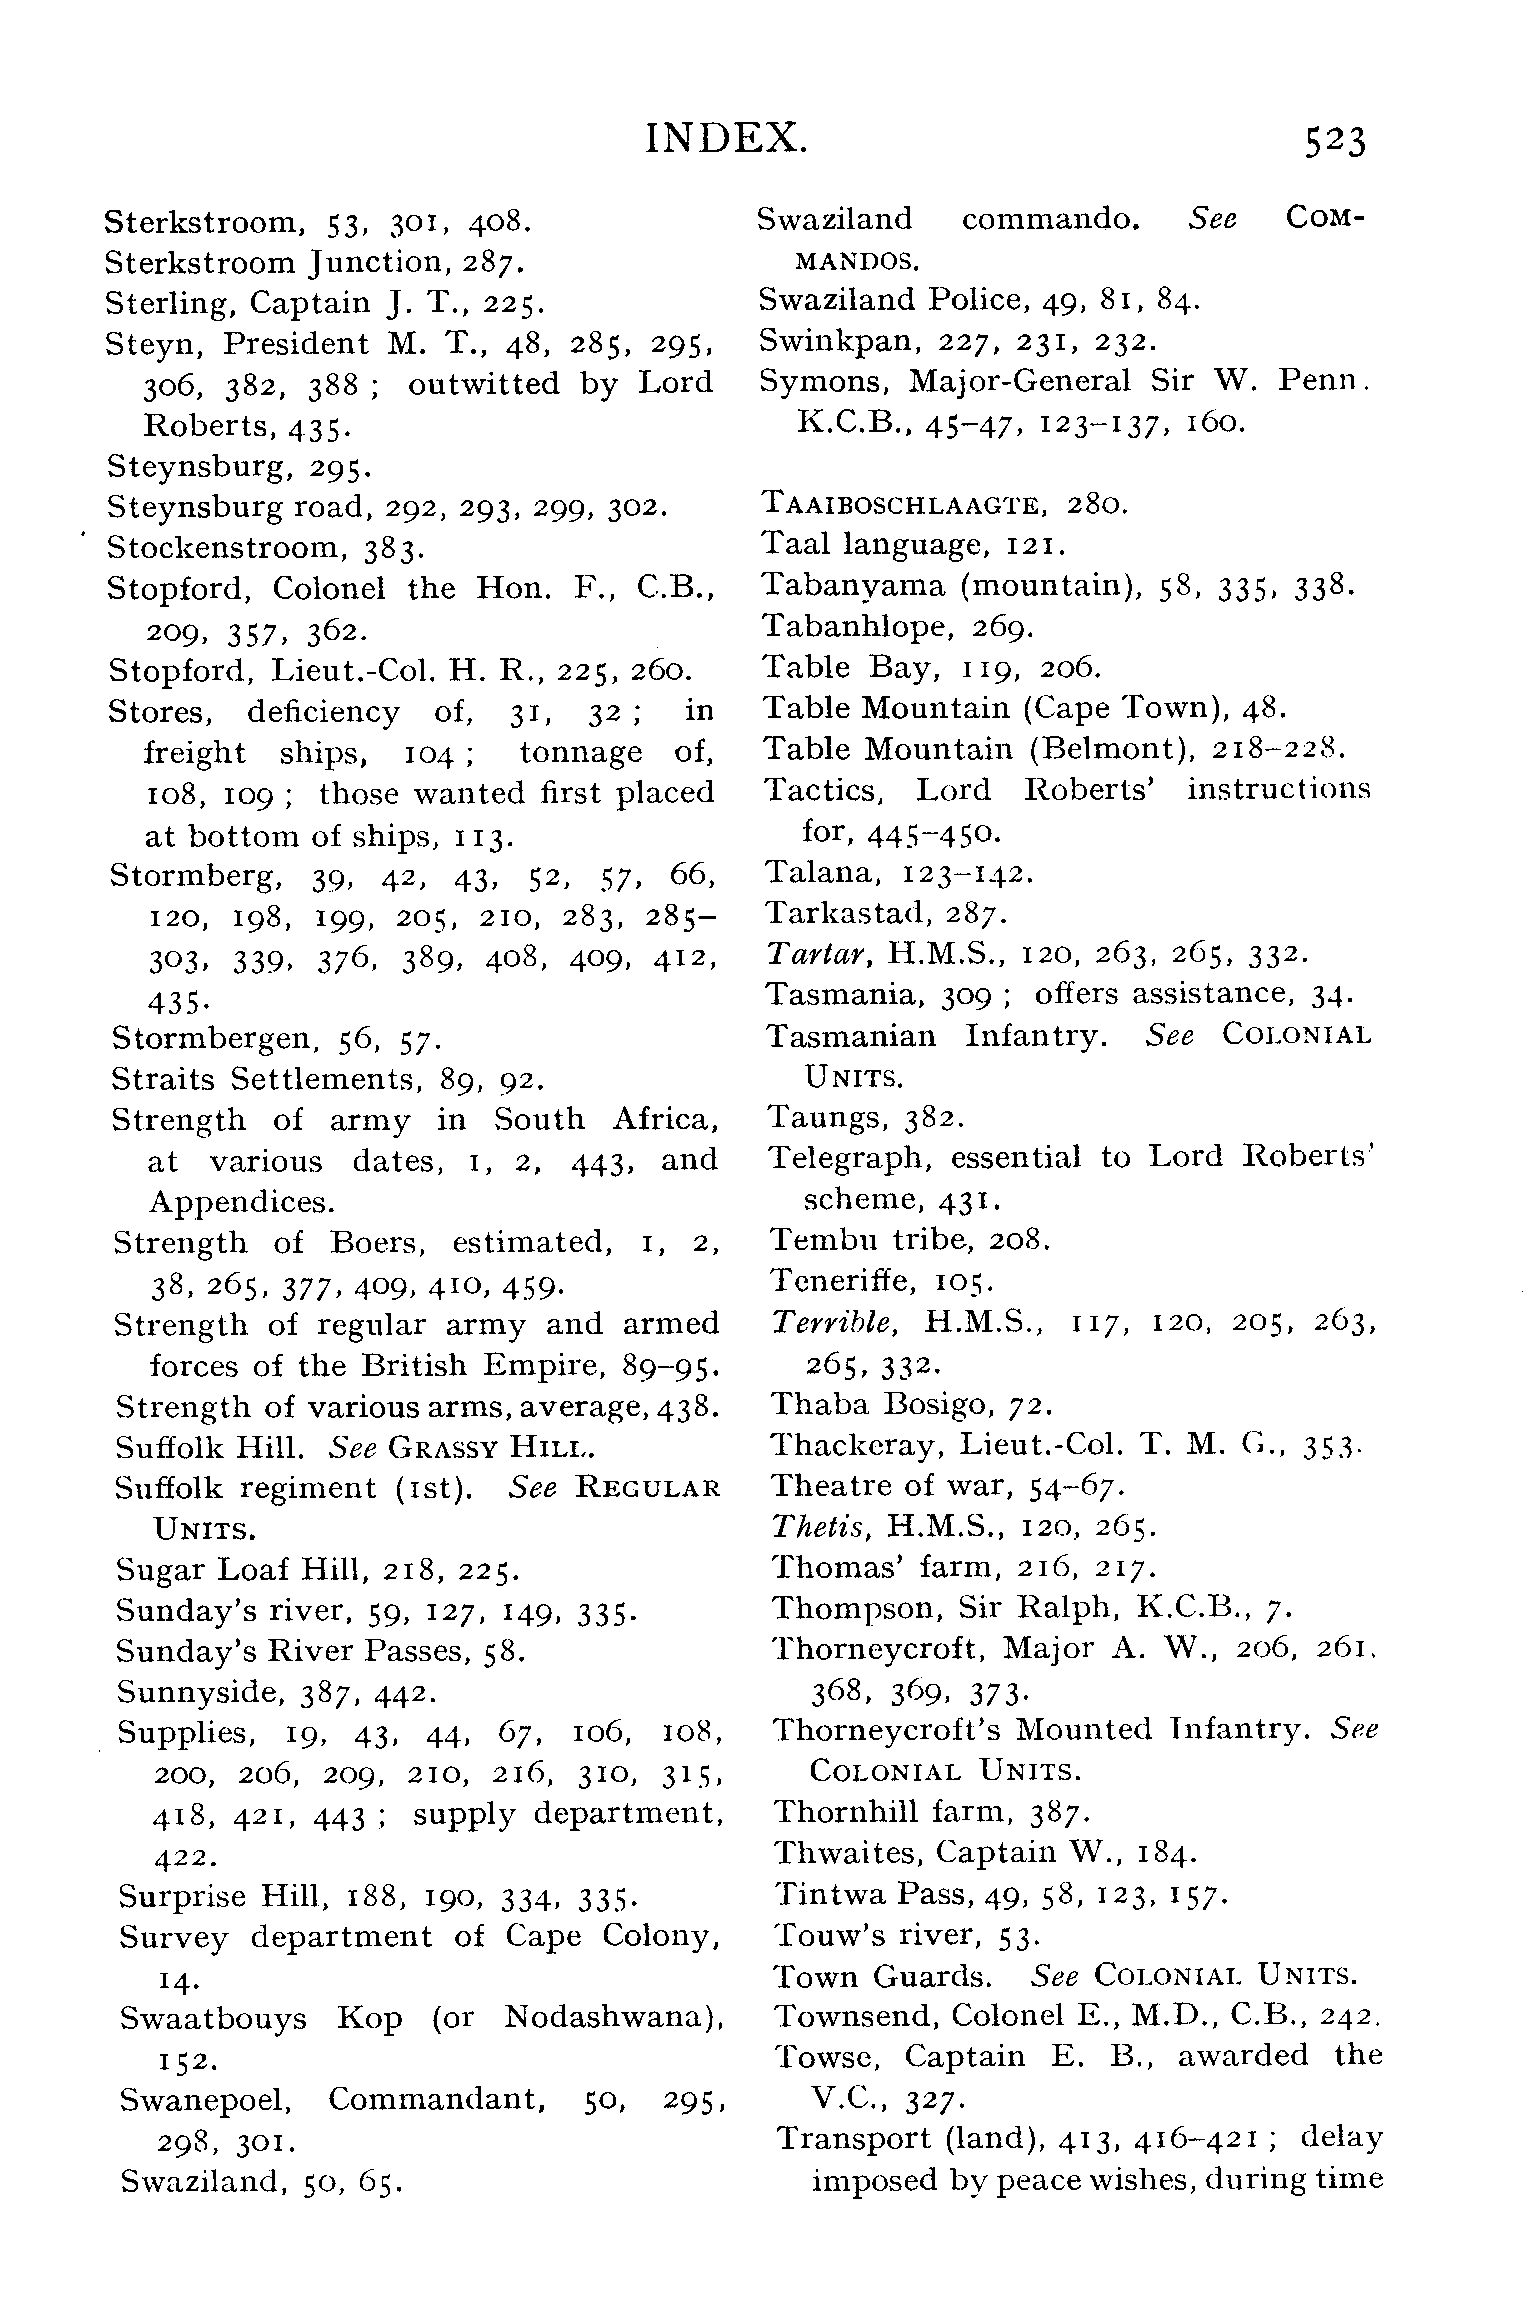 INDEX. 523
Sterkstroom, 53, 301, 408.
Sterkstroom Junction, 287.
Sterling, Captain J. T., 225.
Steyn, President M. T., 48, 285, 295,
306, 382, 388 ; outwitted by Lord
Roberts, 435.
Steynsburg, 295.
Steynsburg road, 292, 293, 299, 302.
Stockenstroom, 383.
Stopford, Colonel the Hon. F., C.B.,
209, 357, 362.
Stopford, Lieut.-Col. H. R., 225, 260.
Stores, deficiency of, 31, 32 ; in
freight ships, 104 ; tonnage of,
108, 109 ; those wanted first placed
at bottom of ships, 113.
Stormberg, 39, 42, 43, 52, 57, 66,
120, 198, 199, 205, 210, 283, 285–
303, 339, 376, 389, 408, 409, 412,
435.
Stormbergen, 56, 57.
Straits Settlements, 89, 92.
Strength of army in South Africa,
at various dates, 1, 2, 443, and
Appendices.
Strength of Boers, estimated, 1, 2,
38, 265, 377, 409, 410, 459.
Strength of regular army and armed
forces of the British Empire, 89–95.
Strength of various arms, average, 438.
Suffolk Hill. See GRASSY HILL.
Suffolk regiment (1st). See REGULAR
UNITS.
Sugar Loaf Hill, 218, 225.
Sunday's river, 59, 127, 149, 335.
Sunday's River Passes, 58.
Sunnyside, 387, 442.
Supplies, 19, 43, 44, 67, 106, 108,
200, 206, 209, 210, 216, 310, 315,
418, 421, 443 ; supply department,
422.
Surprise Hill, 188, 190, 334, 335.
Survey department of Cape Colony,
14.
Swaatbouys Kop (or Nodashwana),
152.
Swanepoel, Commandant, 50, 295,
298, 301.
Swaziland, 50, 65.
Swaziland commando. See COM-
MANDOS.
Swaziland Police, 49, 81, 84.
Swinkpan, 227, 231, 232.
Symons, Major-General Sir W. Penn.
K.C.B., 45–47, 123–137, 160.
TAAIBOSCHLAAGTE, 280.
Taal language, 121.
Tabanyama (mountain), 58, 335, 338.
Tabanhlope, 269.
Table Bay, 119, 206.
Table Mountain (Cape Town), 48.
Table Mountain (Belmont), 218–228.
Tactics, Lord Roberts' instructions
for, 445–450.
Talana, 123–142.
Tarkastad, 287.
Tartar, H.M.S., 120, 263, 265, 332.
Tasmania, 309 ; offers assistance, 34.
Tasmanian Infantry. See COLONIAL
UNITS.
Taungs, 382.
Telegraph, essential to Lord Roberts'
scheme, 431.
Tembu tribe, 208.
Teneriffe, 105.
Terrible, H.M.S., 117, 120, 205, 263,
265, 332.
Thaba Bosigo, 72.
Thackeray, Lieut.-Col. T. M. G., 353.
Theatre of war, 54–67.
Thetis, H.M.S., 120, 265.
Thomas' farm, 216, 217.
Thompson, Sir Ralph, K.C.B., 7.
Thorneycroft, Major A. W., 206, 261,
368, 369, 373.
Thorneycroft's Mounted Infantry. See
COLONIAL UNITS.
Thornhill farm, 387.
Thwaites, Captain W., 184.
Tintwa Pass, 49, 58, 123, 157.
Touw's river, 53.
Town Guards. See COLONIAL UNITS.
Townsend, Colonel E., M.D., C.B., 242.
Towse, Captain E. B., awarded the
V.C., 327.
Transport (land), 413, 416–421 ; delay
imposed by peace wishes, during time